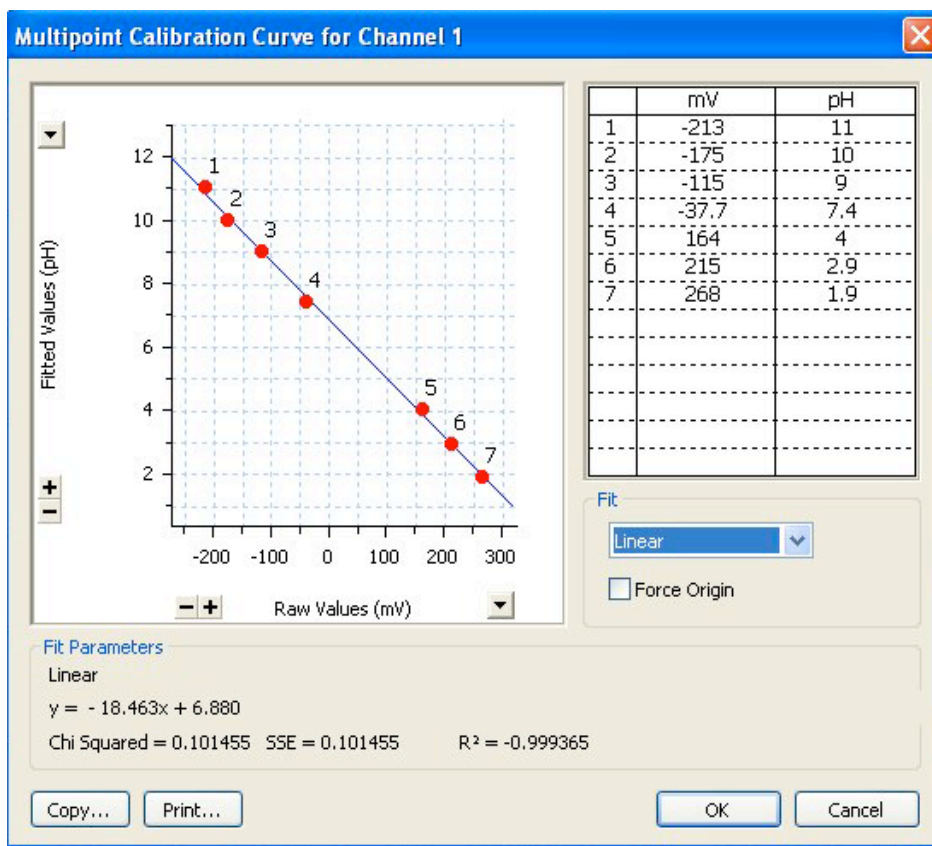 Multipoint Calibration Curve for Channel 1
Fitted Values (pH)
12
10
8
6
4
2
1
2
3
4
5
6
7
-200 -100 0 100 200 300
Raw Values (mV)
mV pH
1 -213 11
2 -175 10
3 -115 9
4 -37.7 7.4
5 164 4
6 215 2.9
7 268 1.9
Fit
Linear
Force Origin
Fit Parameters
Linear
y = - 18.463x + 6.880
Chi Squared = 0.101455 SSE = 0.101455 R² = -0.999365
Copy... Print... OK Cancel